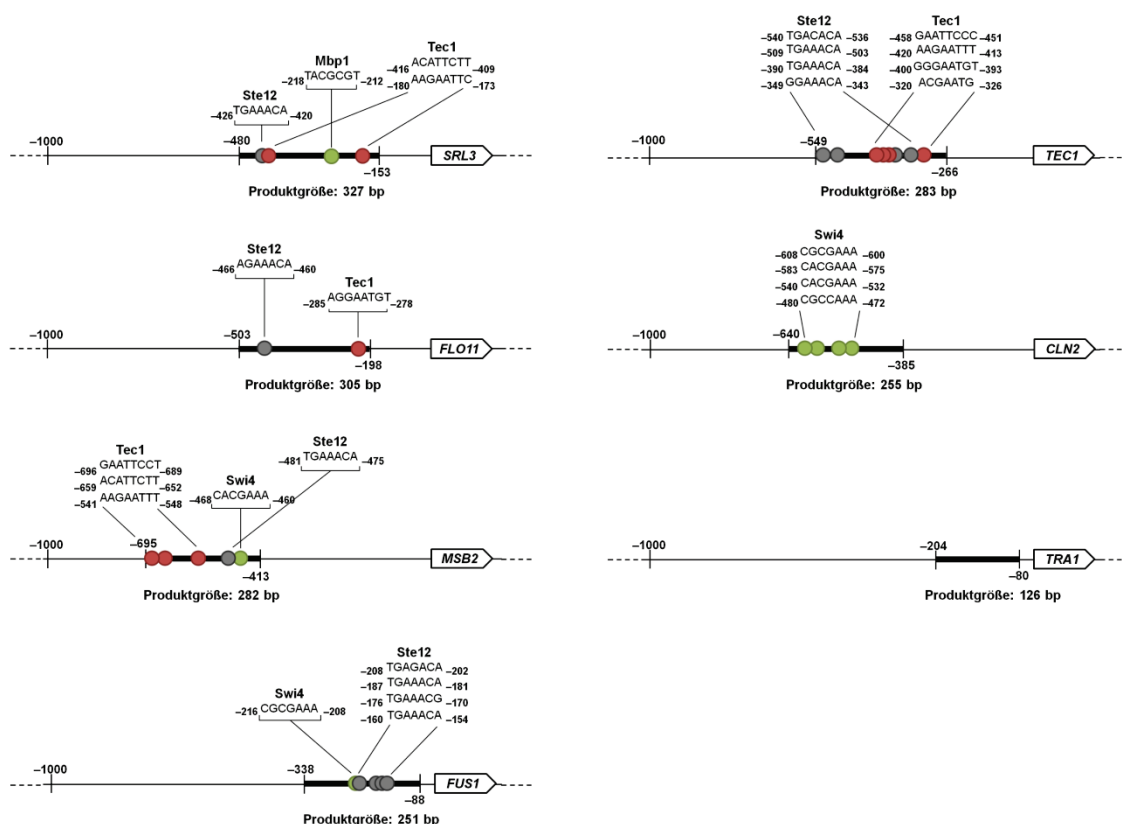 Ste12
–426 TGAAACA –420
Mbp1
–218 TACGCGT –212
Tec1
–416 ACATTCTT –409
–180 AAGAATTC –173
–1000
–480
–153
SRL3
Produktgröße: 327 bp
Ste12
–540 TGACACA –536
–509 TGAAACA –503
–390 TGAAACA –384
–349 GGAAACA –343
Tec1
–458 GAATTCCC –451
–420 AAGAATTT –413
–400 GGGAATGT –393
–320 ACGAATG –326
–1000
–549
–266
TEC1
Produktgröße: 283 bp
Ste12
–466 AGAAACA –460
Tec1
–285 AGGAATGT –278
–1000
–503
–198
FLO11
Produktgröße: 305 bp
Swi4
–608 CGCGAAA –600
–583 CACGAAA –575
–540 CACGAAA –532
–480 CGCCAAA –472
–1000
–640
–385
CLN2
Produktgröße: 255 bp
Tec1
–696 GAATTCCT –689
–659 ACATTCTT –652
–541 AAGAATTT –548
Swi4
–468 CACGAAA –460
Ste12
–481 TGAAACA –475
–1000
–695
–413
MSB2
Produktgröße: 282 bp
–1000
–204
–80
TRA1
Produktgröße: 126 bp
Swi4
–216 CGCGAAA –208
Ste12
–208 TGAGACA –202
–187 TGAAACA –181
–176 TGAAACG –170
–160 TGAAACA –154
–1000
–338
–88
FUS1
Produktgröße: 251 bp